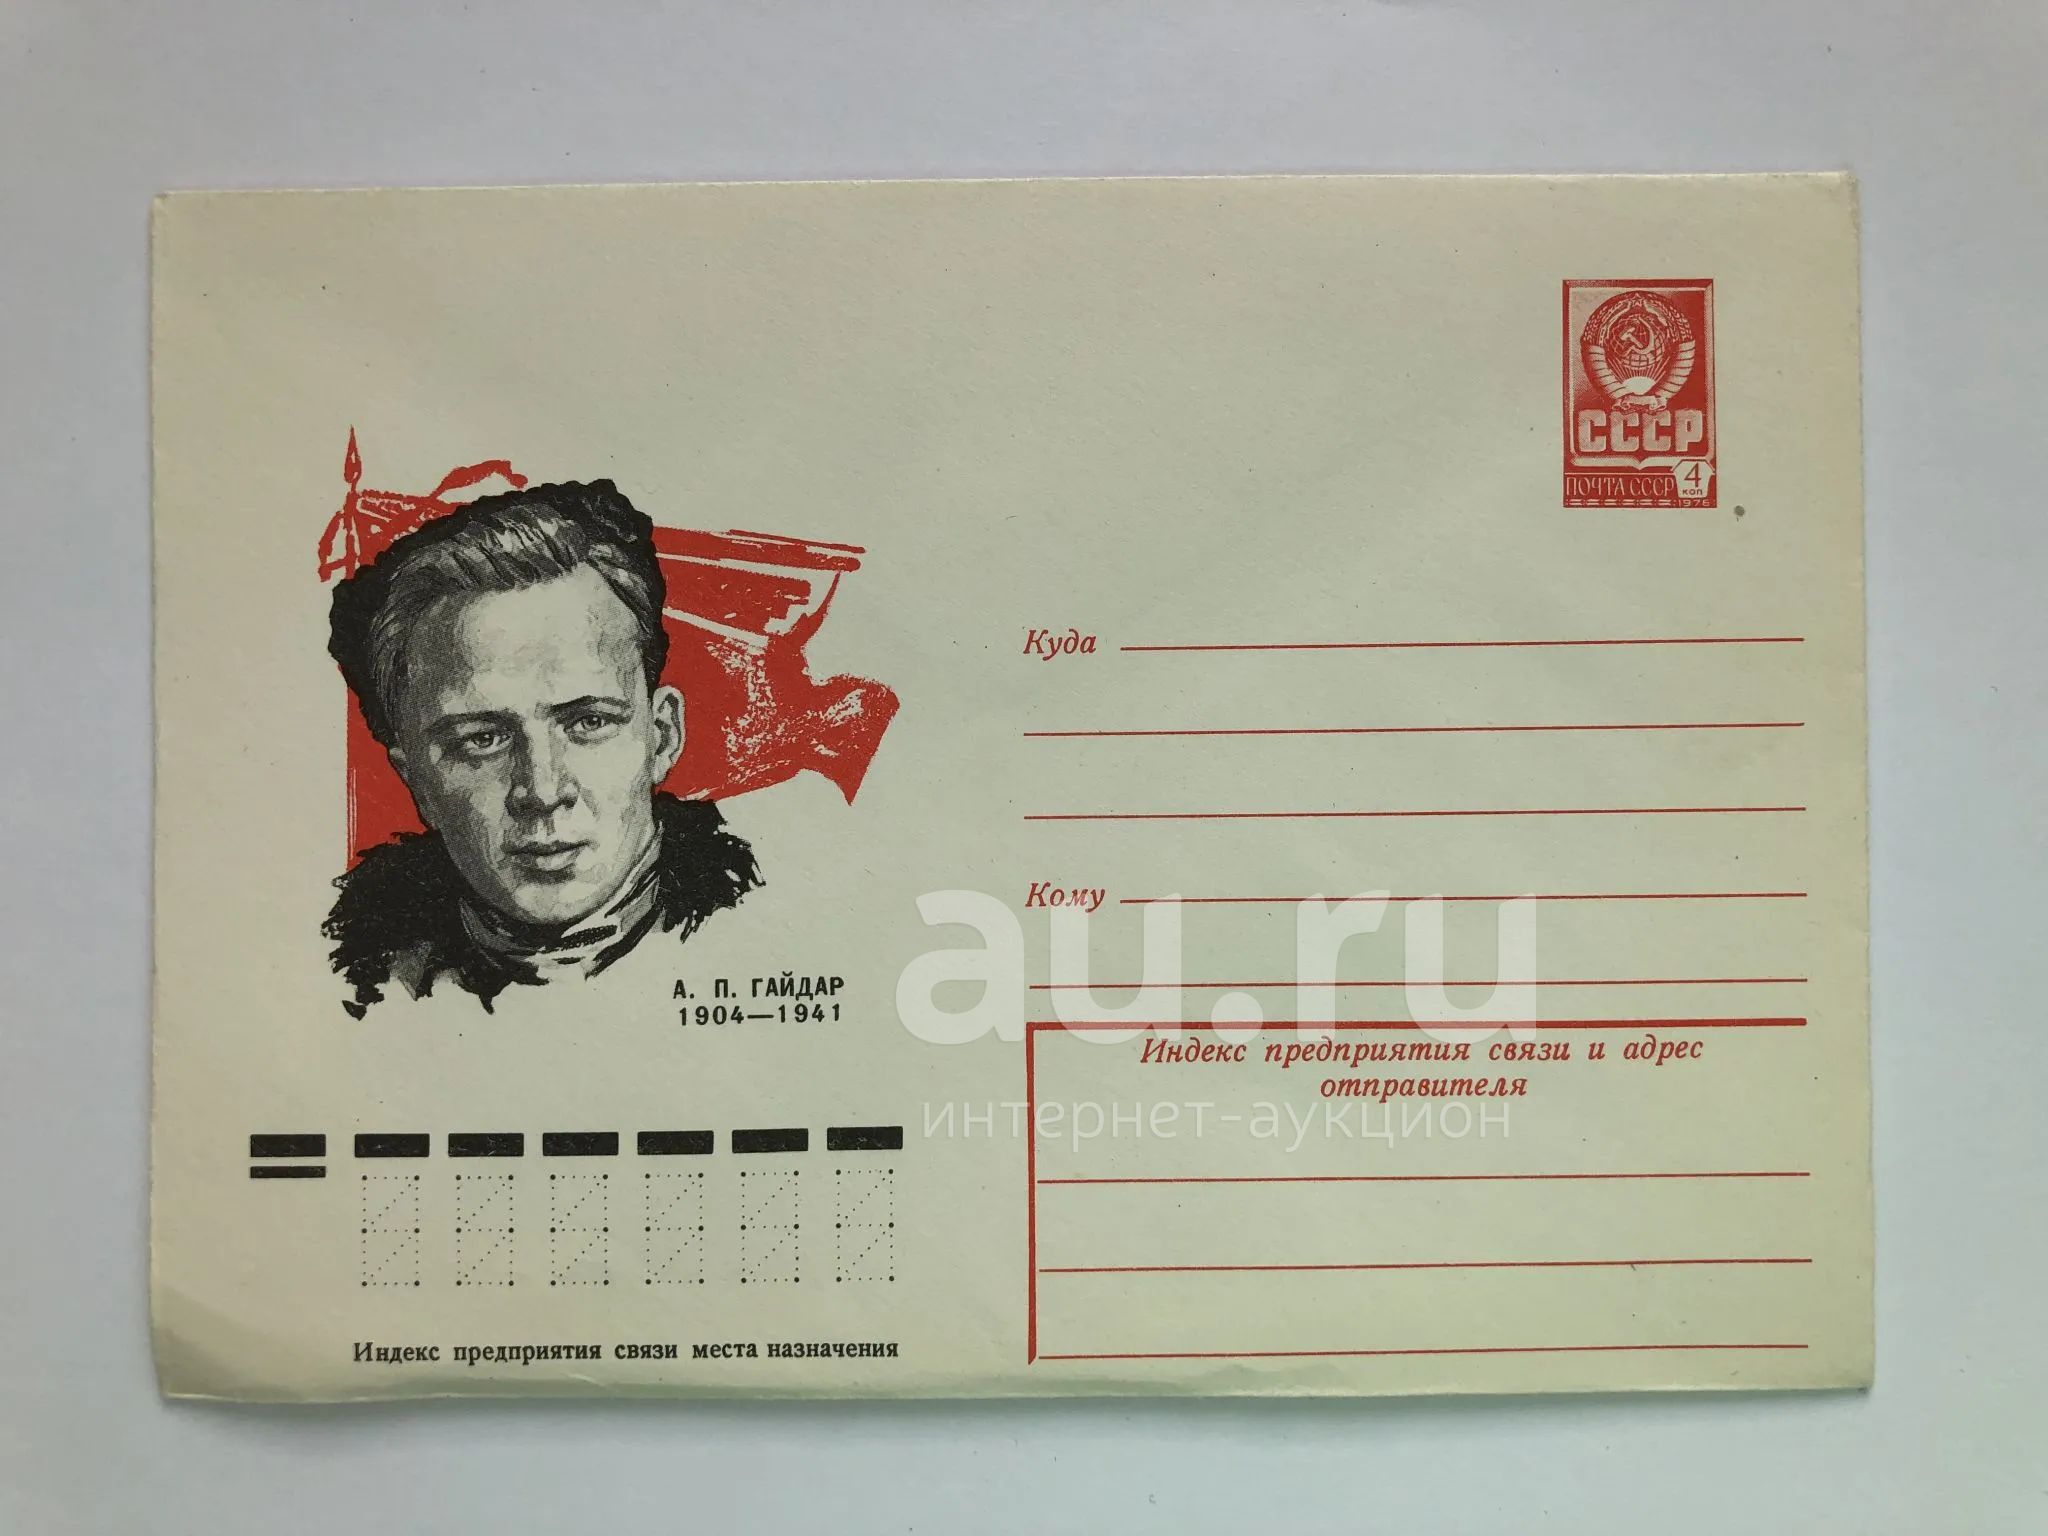 СССР
ПОЧТА СССР 4
коп
1976
Куда
Кому
А. П. ГАЙДАР
1904—1941
au.ru
интернет-аукцион
Индекс предприятия связи и адрес
отправителя
Индекс предприятия связи места назначения